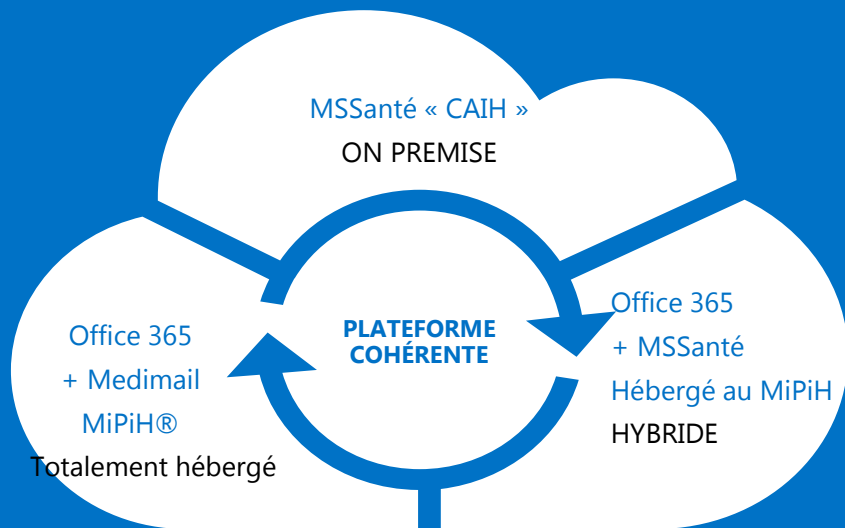 MSSanté « CAIH »
ON PREMISE
PLATEFORME
COHÉRENTE
Office 365
+ Medimail
MiPiH®
Totalement hébergé
Office 365
+ MSSanté
Hébergé au MiPiH
HYBRIDE